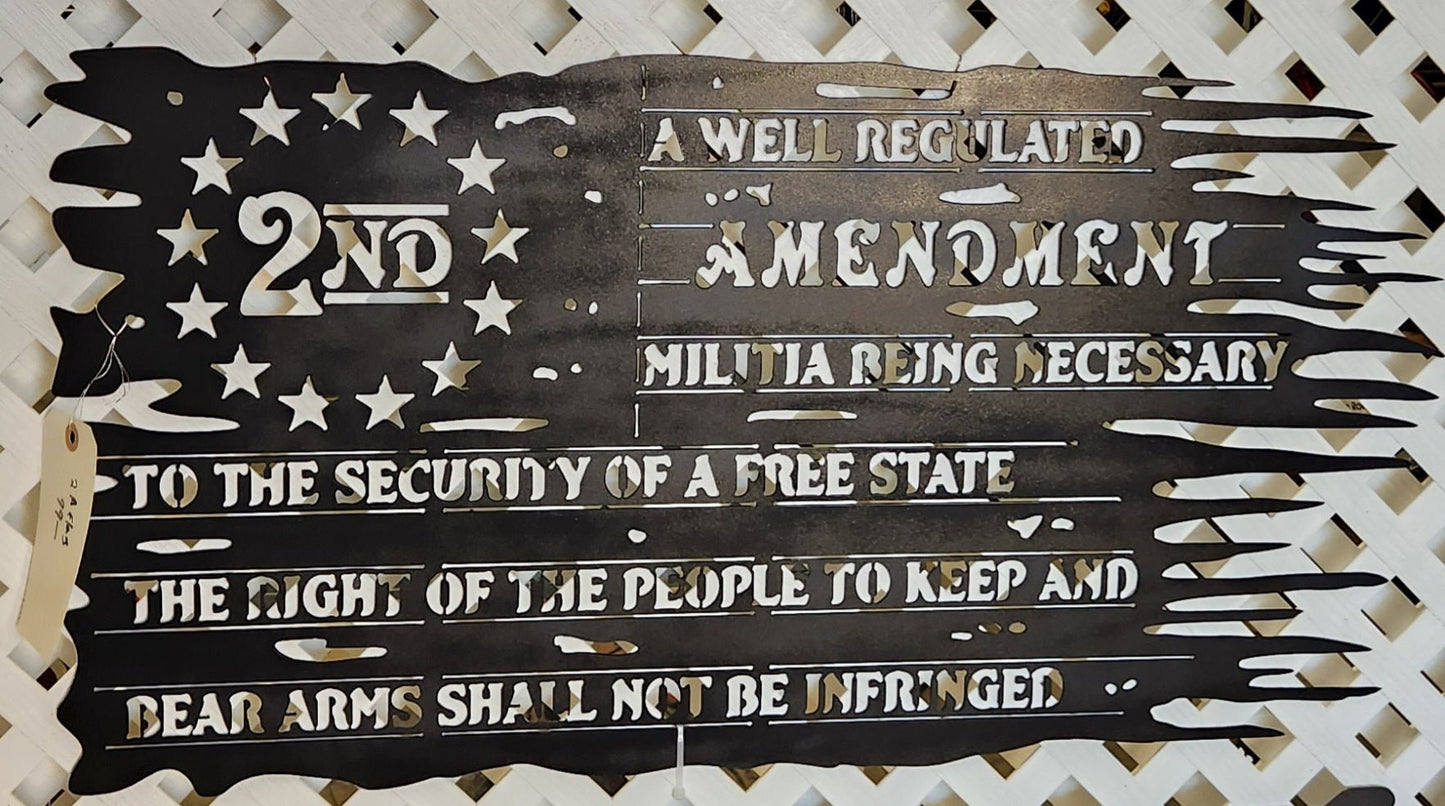 2ND
A WELL REGULATED
AMENDMENT
MILITIA BEING NECESSARY
TO THE SECURITY OF A FREE STATE
THE RIGHT OF THE PEOPLE TO KEEP AND
BEAR ARMS SHALL NOT BE INFRINGED